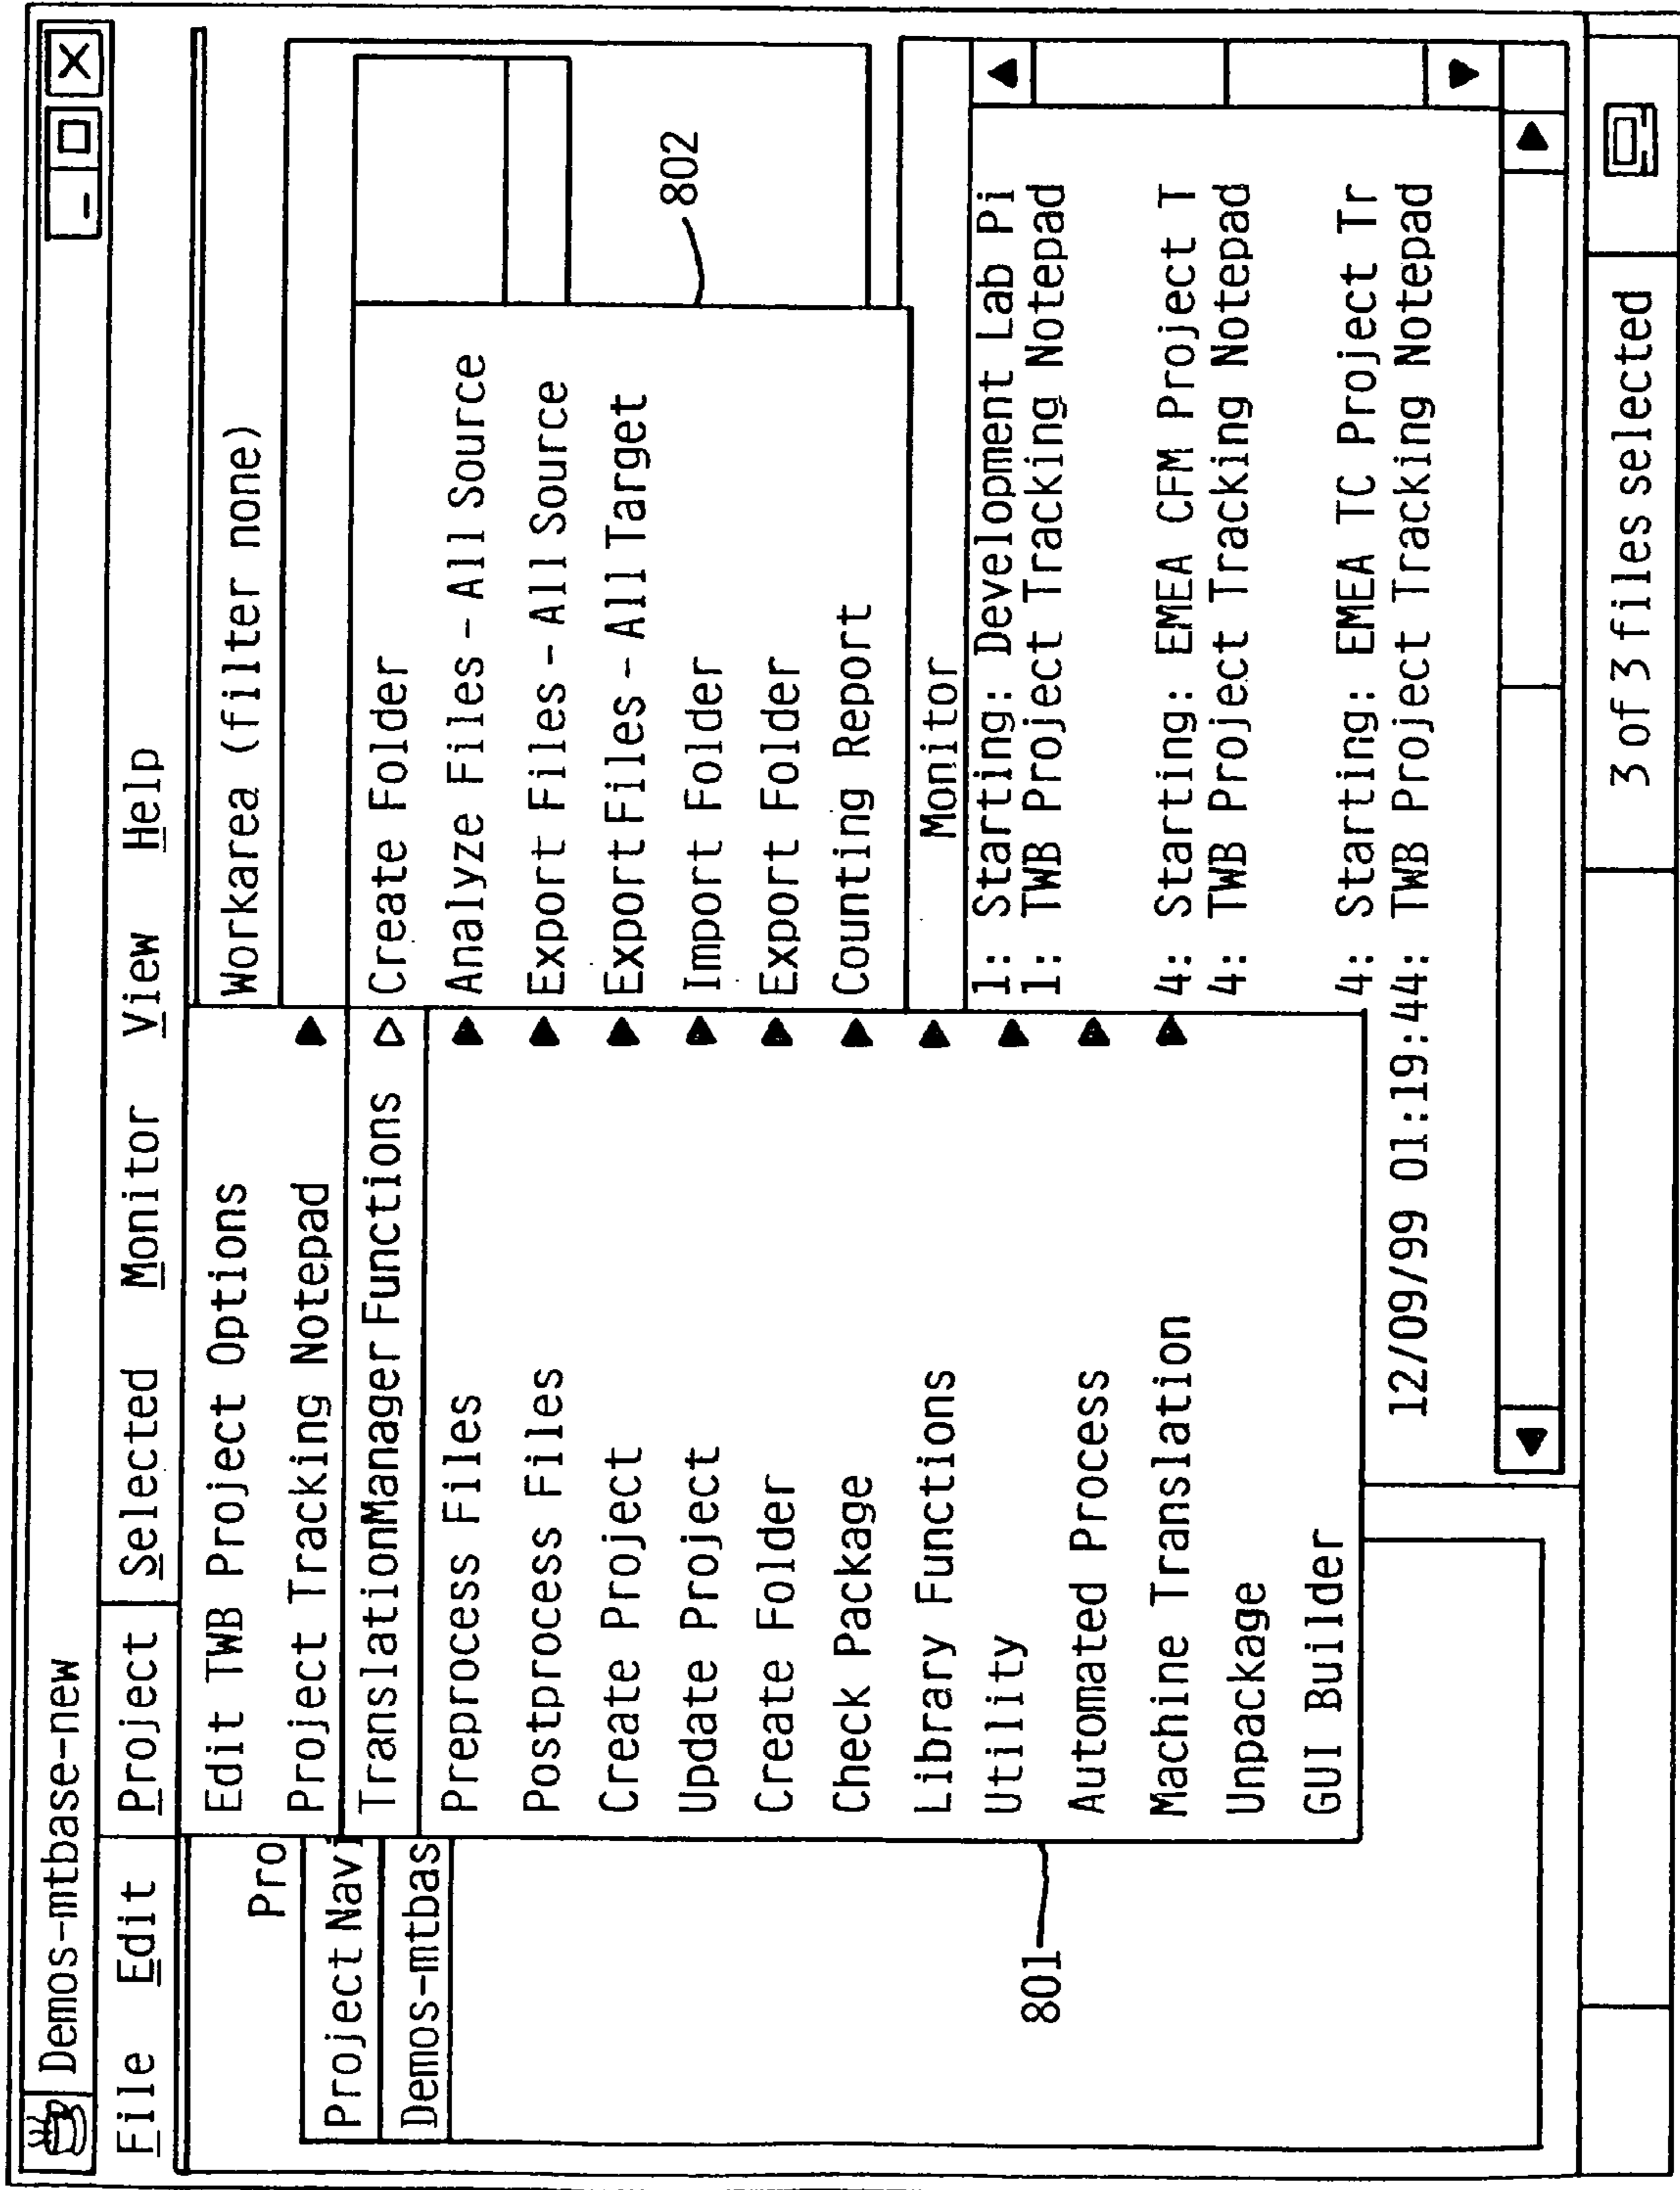 Demos-mtbase-new
File Edit Project Selected Monitor View Help
Pro
Project Nav
Demos-mtbas
Edit TWB Project Options
Project Tracking Notepad
TranslationManager Functions
Preprocess Files
Postprocess Files
Create Project
Update Project
Create Folder
Check Package
Library Functions
Utility
Automated Process
Machine Translation
Unpackage
GUI Builder
801
Workarea (filter none)
Create Folder
Analyze Files - All Source
Export Files - All Source
Export Files - All Target
Import Folder
Export Folder
Counting Report
802
Monitor
1: Starting: Development Lab Pi
1: TWB Project Tracking Notepad
4: Starting: EMEA CFM Project T
4: TWB Project Tracking Notepad
4: Starting: EMEA TC Project Tr
12/09/99 01:19:44: TWB Project Tracking Notepad
3 of 3 files selected